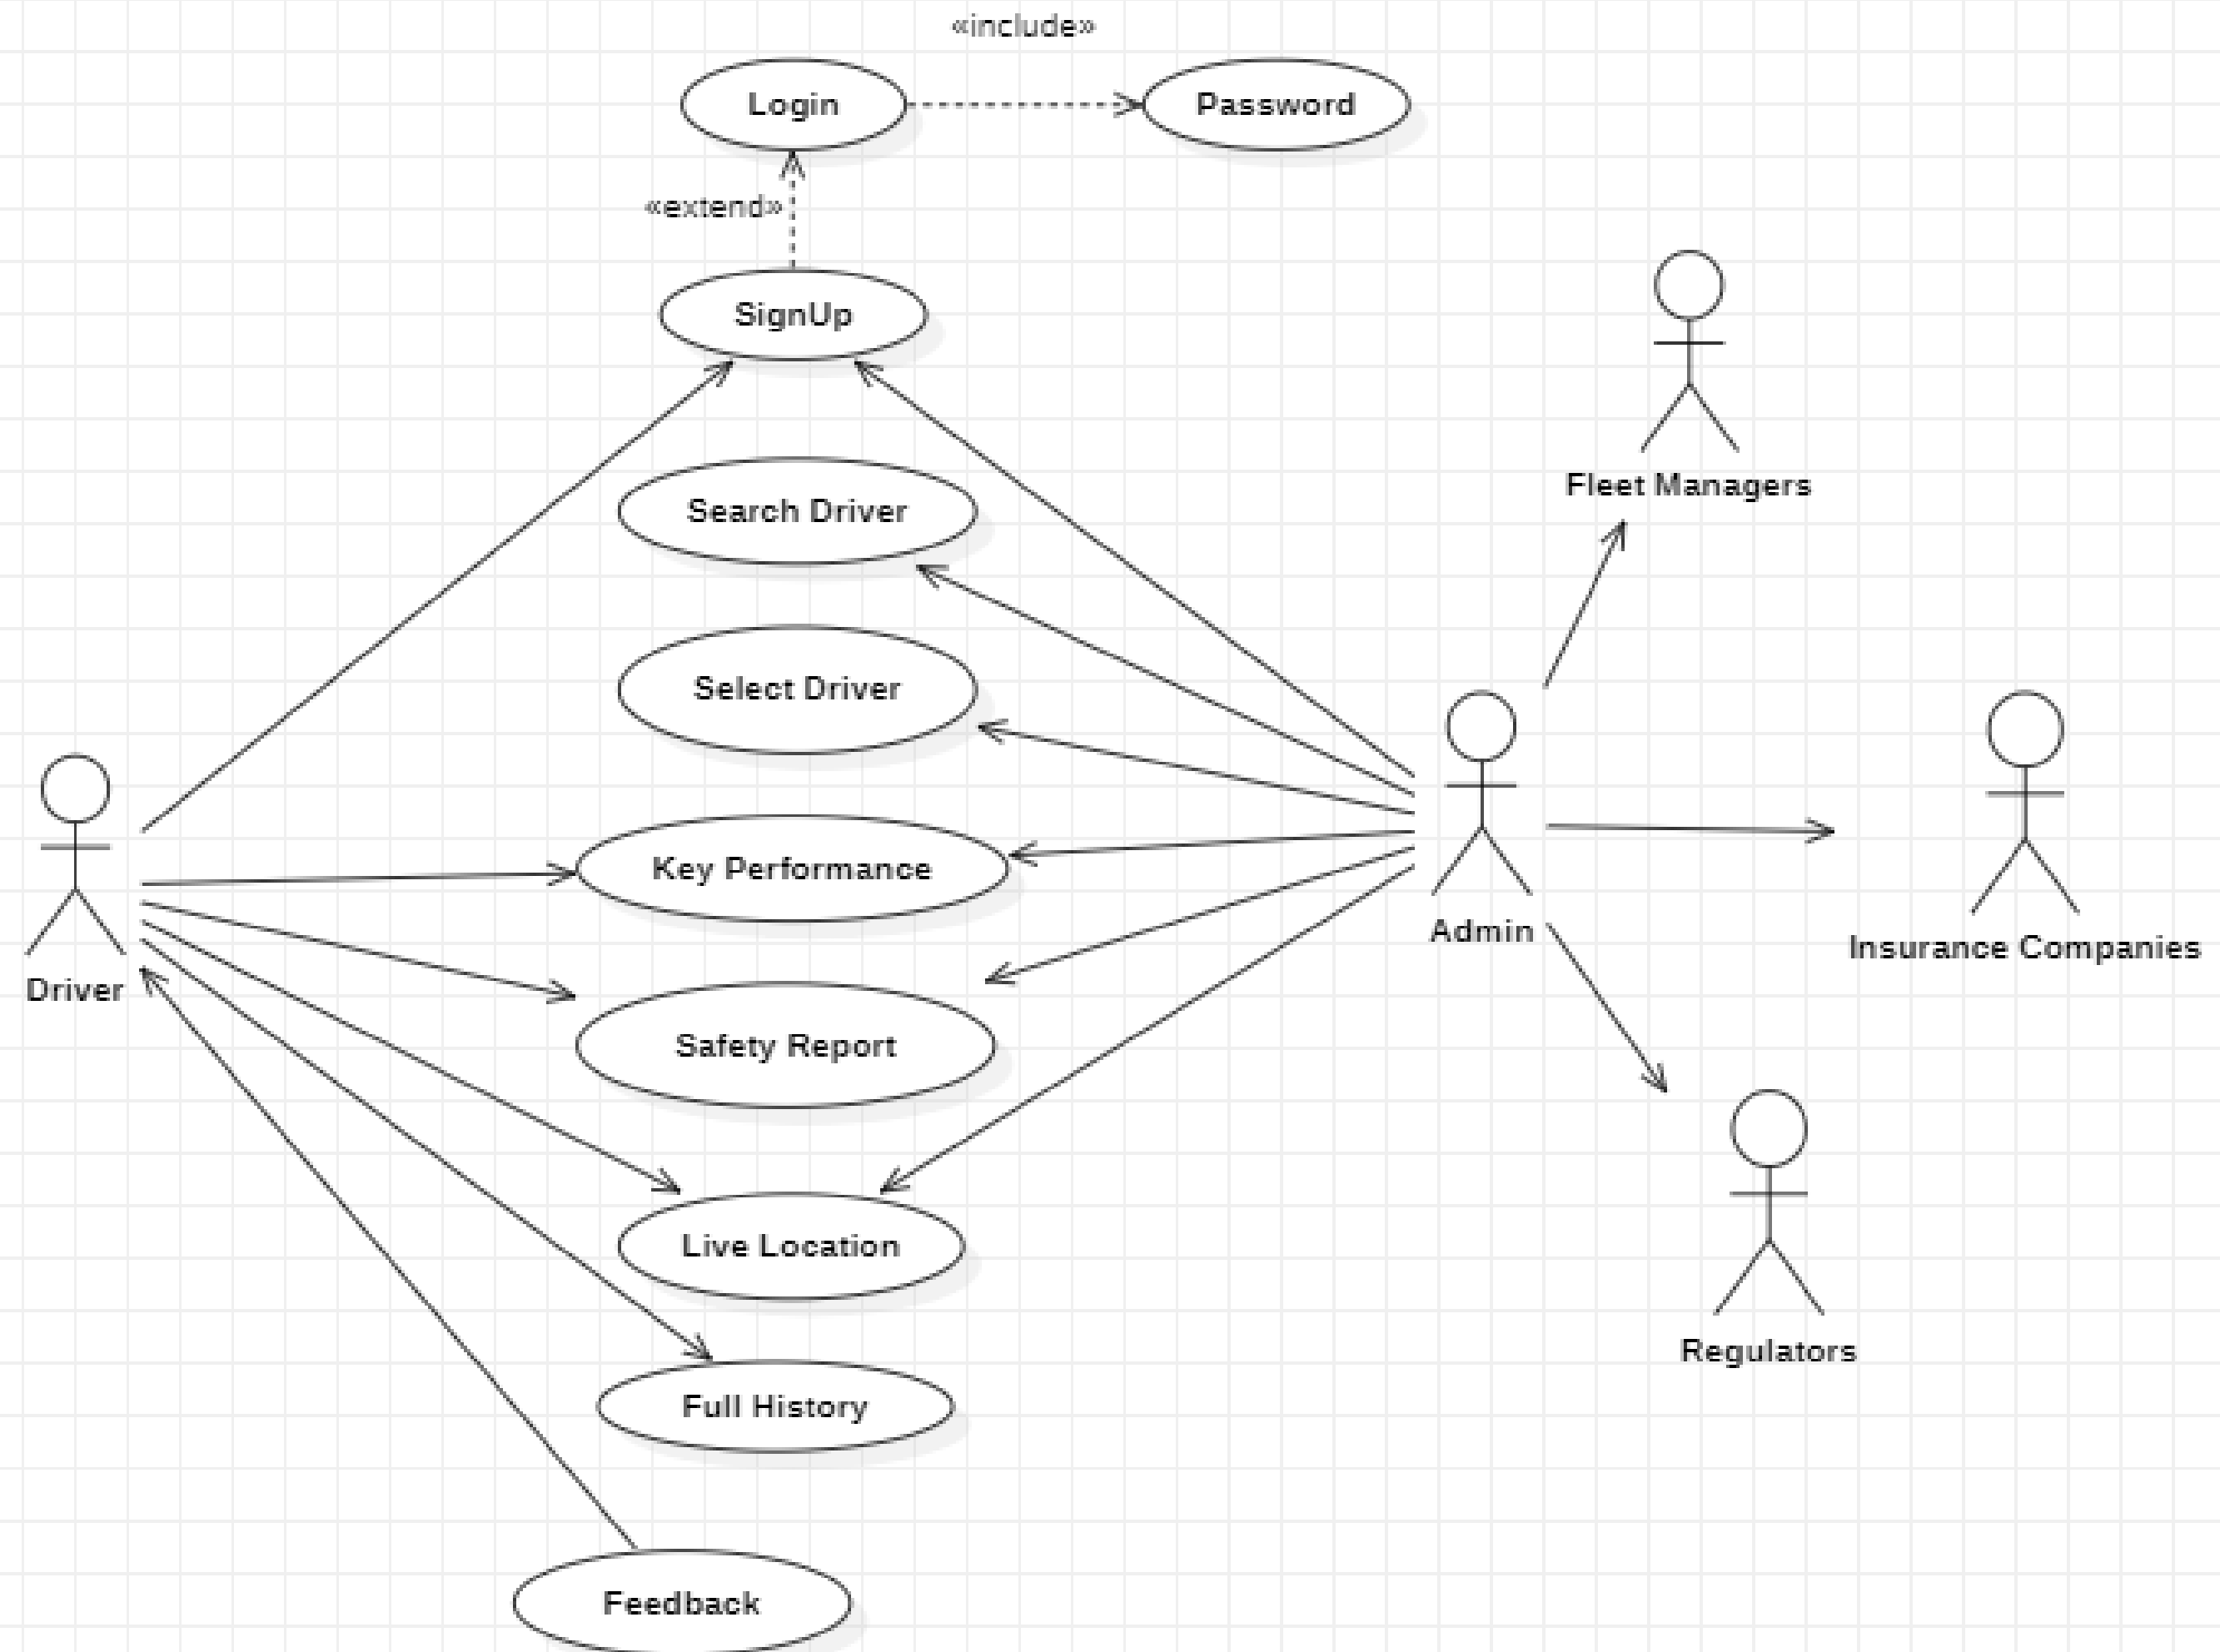 «include»
Login
Password
«extend»
SignUp
Fleet Managers
Search Driver
Select Driver
Key Performance
Admin
Insurance Companies
Driver
Safety Report
Live Location
Regulators
Full History
Feedback